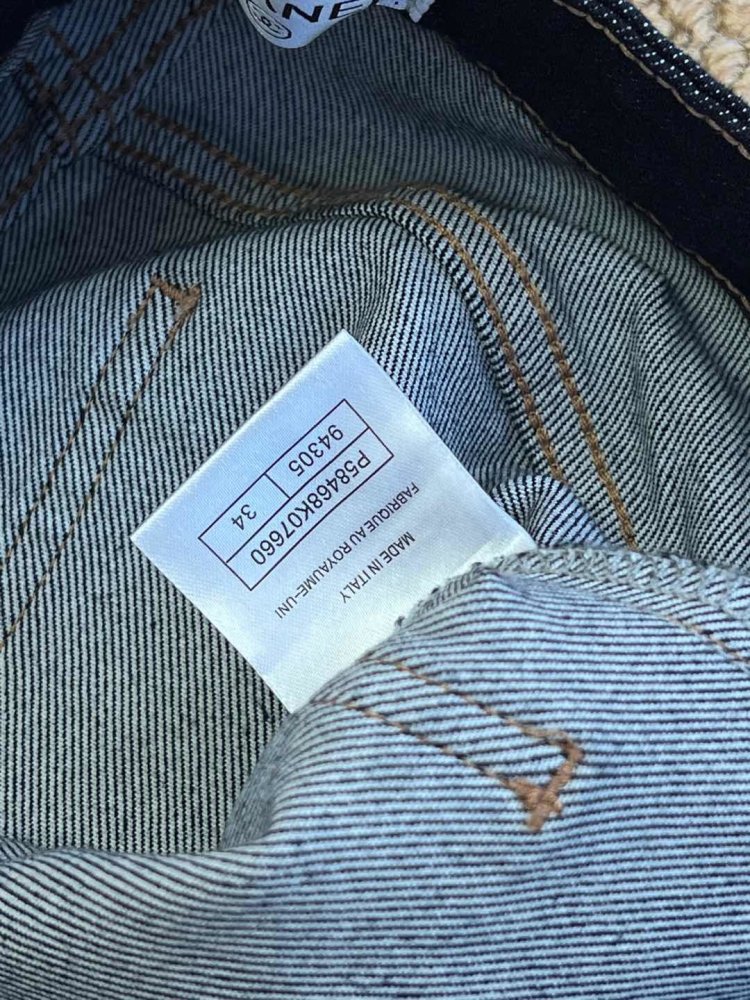 MADE IN ITALY
FABRIQUE AU ROYAUME-UNI
P58468K07660
94305 34